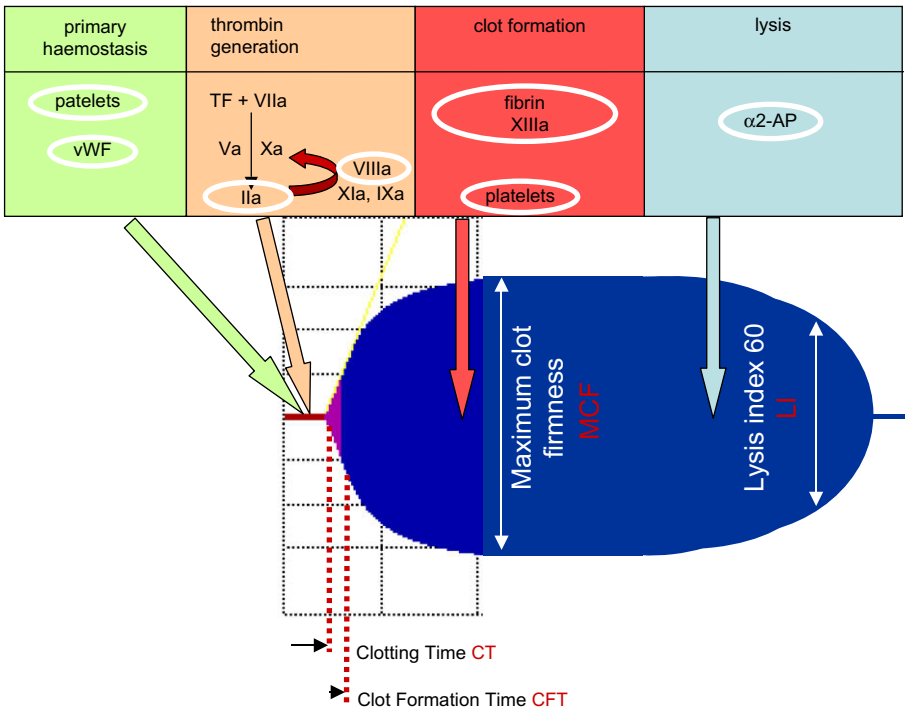 primary
haemostasis
thrombin
generation
clot formation
lysis
patelets
vWF
TF + VIIa
Va
Xa
VIIIa
XIa, IXa
IIa
fibrin
XIIIa
platelets
α2-AP
Maximum clot
firmness
MCF
Lysis index 60
LI
Clotting Time CT
Clot Formation Time CFT